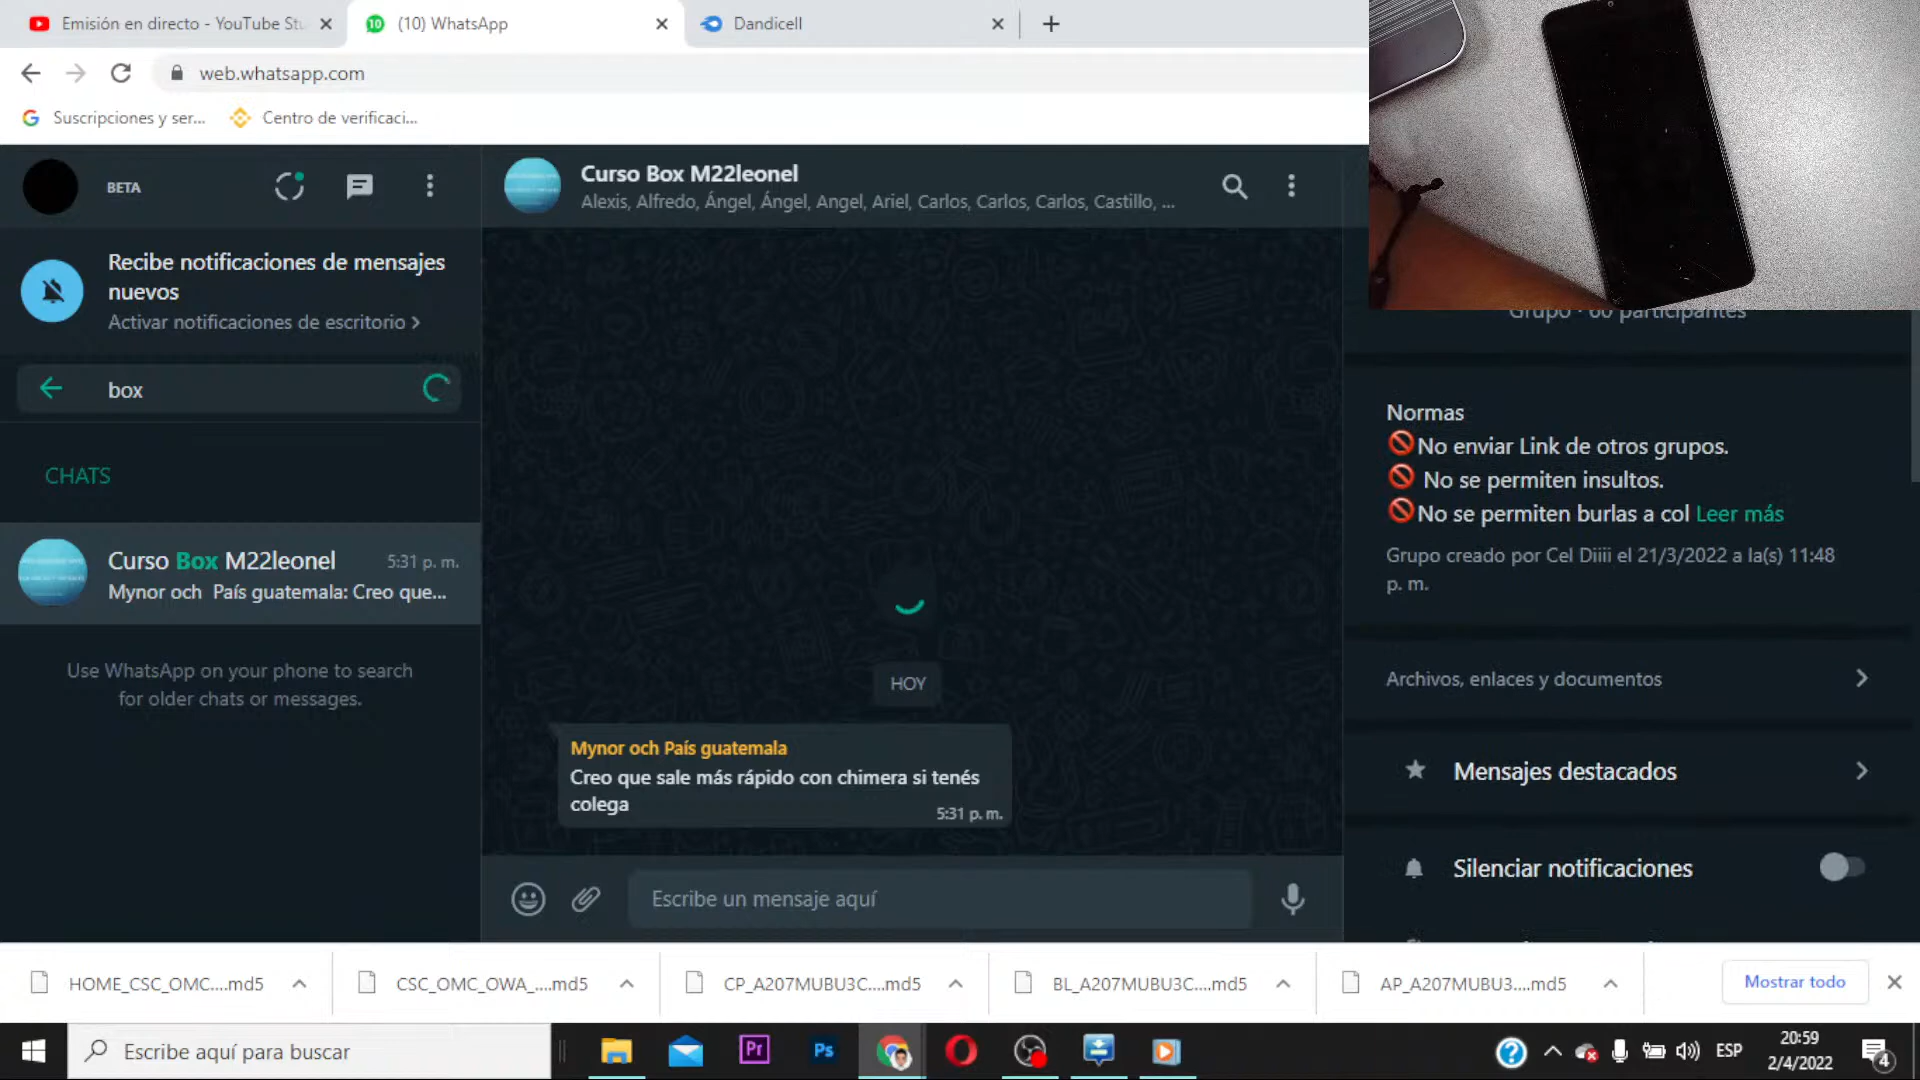 Emisión en directo - YouTube Stu
(10) WhatsApp
Dandicell
web.whatsapp.com
Suscripciones y ser...
Centro de verificaci...
BETA
Curso Box M22leonel
Alexis, Alfredo, Ángel, Ángel, Angel, Ariel, Carlos, Carlos, Carlos, Castillo, ...
Recibe notificaciones de mensajes
nuevos
Activar notificaciones de escritorio
box
CHATS
Curso Box M22leonel
5:31 p. m.
Mynor och País guatemala: Creo que...
Use WhatsApp on your phone to search
for older chats or messages.
HOY
Mynor och País guatemala
Creo que sale más rápido con chimera si tenés
colega
5:31 p. m.
Escribe un mensaje aquí
Grupo · 60 participantes
Normas
🚫No enviar Link de otros grupos.
🚫 No se permiten insultos.
🚫No se permiten burlas a col Leer más
Grupo creado por Cel Diiii el 21/3/2022 a la(s) 11:48
p. m.
Archivos, enlaces y documentos
Mensajes destacados
Silenciar notificaciones
HOME_CSC_OMC....md5
CSC_OMC_OWA_....md5
CP_A207MUBU3C....md5
BL_A207MUBU3C....md5
AP_A207MUBU3....md5
Mostrar todo
Escribe aquí para buscar
Pr
Ps
ESP
20:59
2/4/2022
4